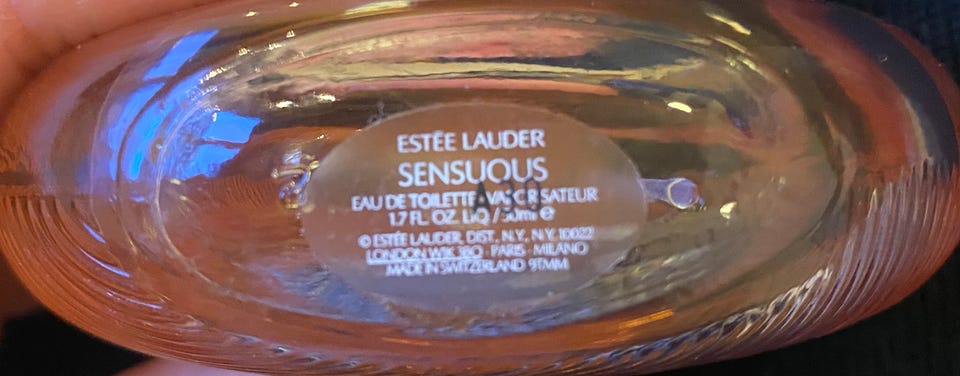 ESTĒE LAUDER
SENSUOUS
A30
EAU DE TOILETTE VAPORISATEUR
1.7 FL. OZ. LIQ / 50ml e
© ESTĒE LAUDER, DIST. N.Y., N.Y. 10022
LONDON W1K 3BQ · PARIS · MILANO
MADE IN SWITZERLAND 9TMM